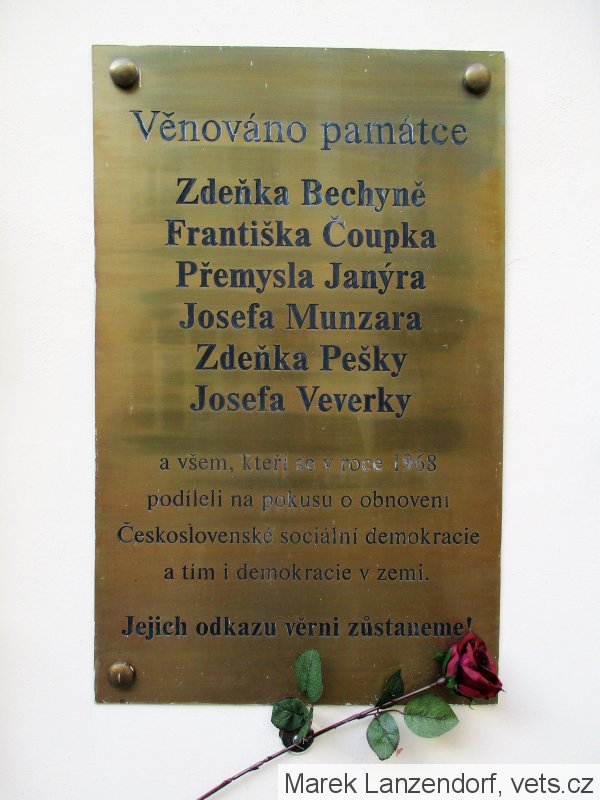 Věnováno památce
Zdeňka Bechyně
Františka Čoupka
Přemysla Janýra
Josefa Munzara
Zdeňka Pešky
Josefa Veverky
a všem, kteří se v roce 1968
podíleli na pokusu o obnovení
Československé sociální demokracie
a tím i demokracie v zemi.
Jejich odkazu věrni zůstaneme!
Marek Lanzendorf, vets.cz